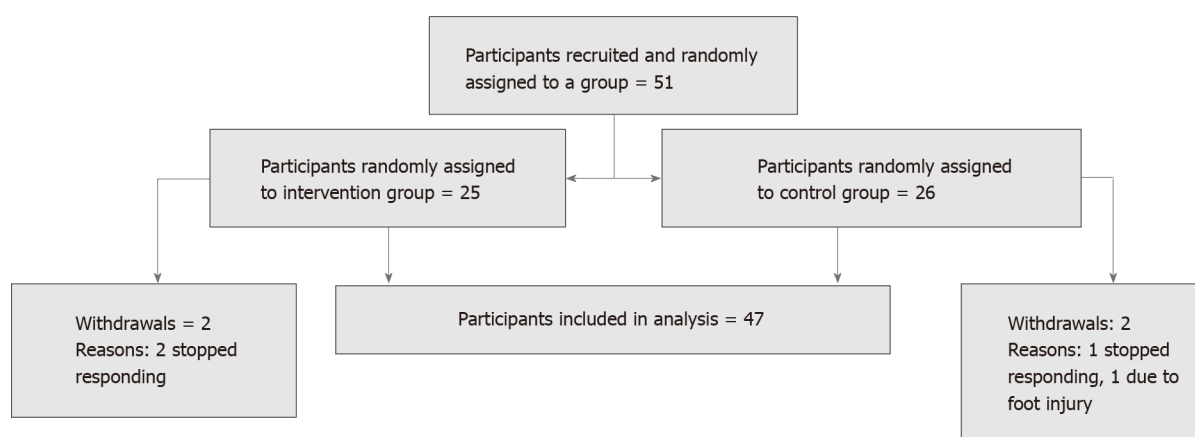 Participants recruited and randomly
assigned to a group = 51
Participants randomly assigned
to intervention group = 25
Participants randomly assigned
to control group = 26
Withdrawals = 2
Reasons: 2 stopped
responding
Participants included in analysis = 47
Withdrawals: 2
Reasons: 1 stopped
responding, 1 due to
foot injury